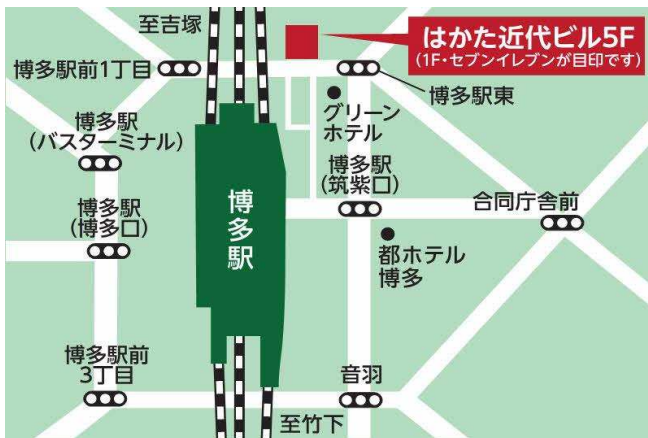 至吉塚
はかた近代ビル5F
(1F・セブンイレブンが目印です)
博多駅前1丁目
博多駅東
グリーン
ホテル
博多駅
(バスターミナル)
博多駅
(筑紫口)
博多駅
(博多口)
博多駅
合同庁舎前
都ホテル
博多
博多駅前
3丁目
音羽
至竹下